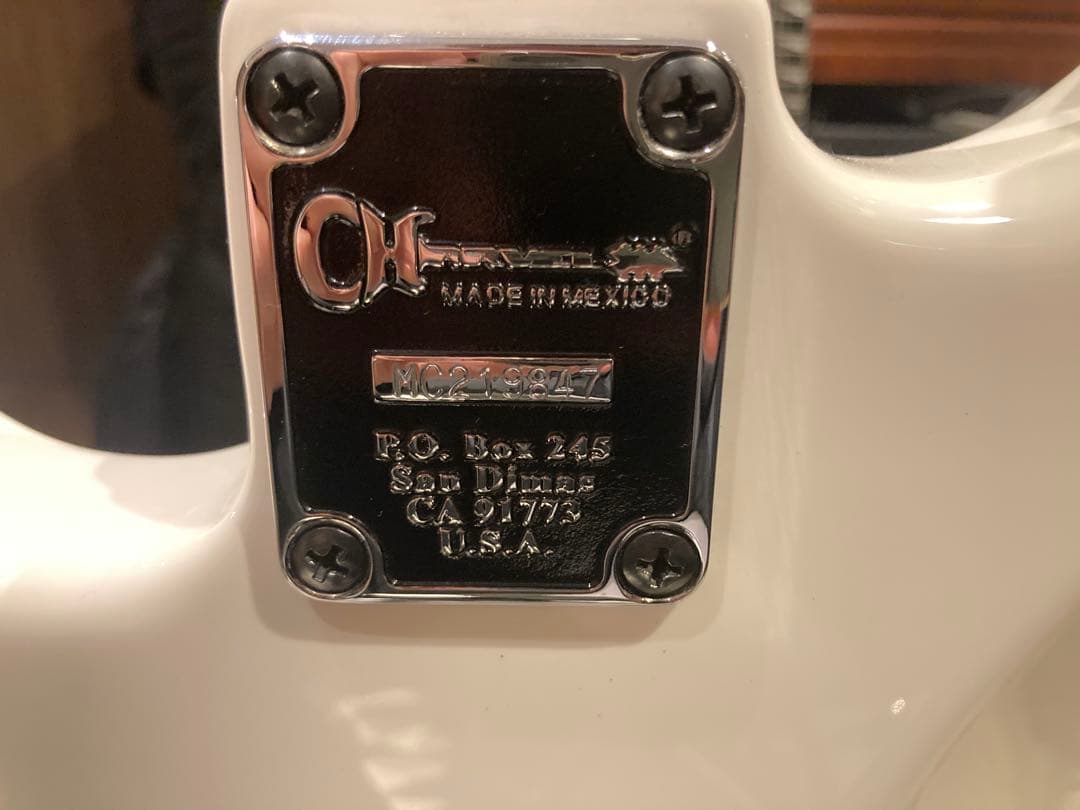 CHARVEL®
MADE IN MEXICO
MC219847
P.O. Box 245
San Dimas
CA 91773
U.S.A.